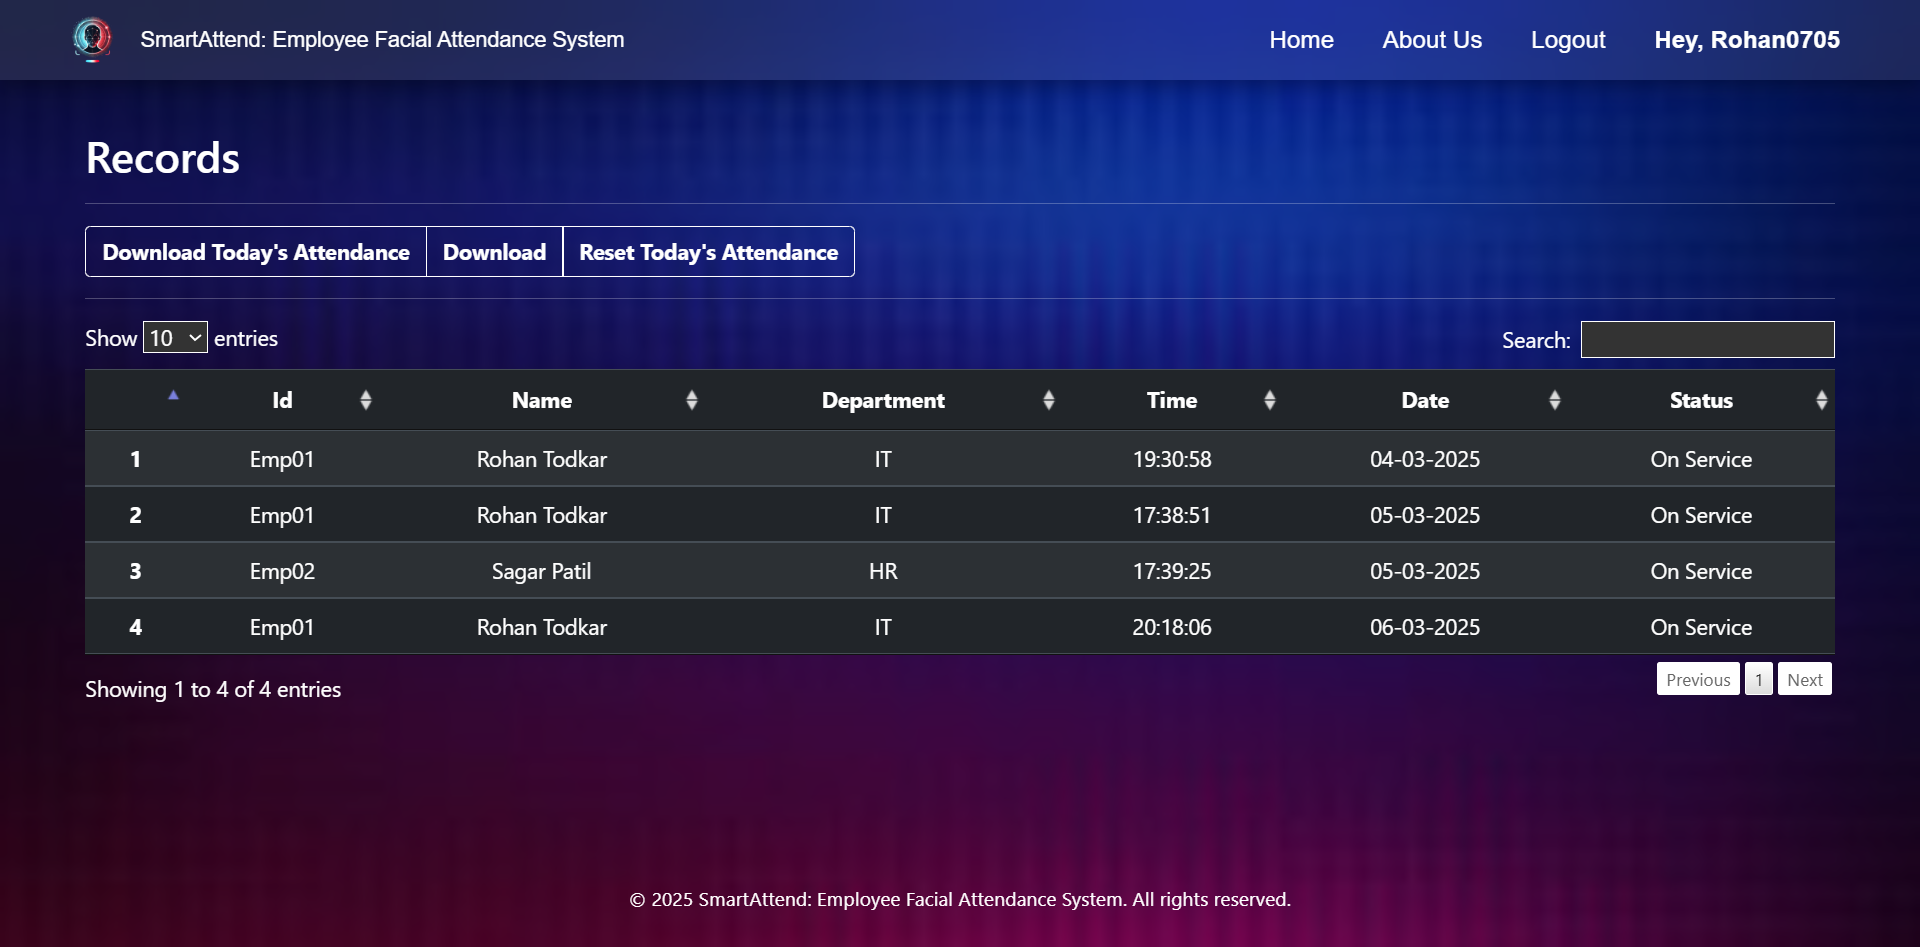 SmartAttend: Employee Facial Attendance System Home About Us Logout Hey, Rohan0705
Records
Download Today's Attendance Download Reset Today's Attendance
Show 10 entries Search:
Id Name Department Time Date Status
1 Emp01 Rohan Todkar IT 19:30:58 04-03-2025 On Service
2 Emp01 Rohan Todkar IT 17:38:51 05-03-2025 On Service
3 Emp02 Sagar Patil HR 17:39:25 05-03-2025 On Service
4 Emp01 Rohan Todkar IT 20:18:06 06-03-2025 On Service
Showing 1 to 4 of 4 entries Previous 1 Next
© 2025 SmartAttend: Employee Facial Attendance System. All rights reserved.